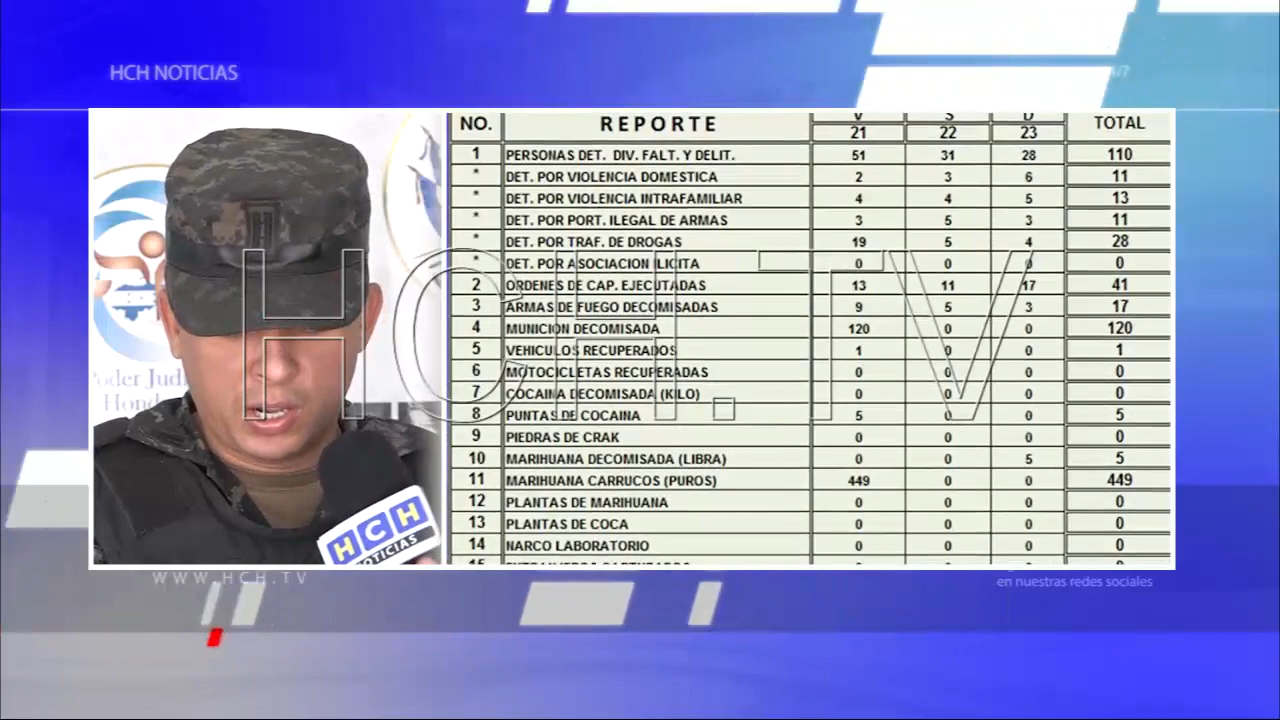 HCH NOTICIAS
NO. REPORTE V S D TOTAL
21 22 23
1 PERSONAS DET. DIV. FALT. Y DELIT. 51 31 28 110
* DET. POR VIOLENCIA DOMESTICA 2 3 6 11
* DET. POR VIOLENCIA INTRAFAMILIAR 4 4 5 13
* DET. POR PORT. ILEGAL DE ARMAS 3 5 3 11
* DET. POR TRAF. DE DROGAS 19 5 4 28
* DET. POR ASOCIACION ILICITA 0 0 0 0
2 ORDENES DE CAP. EJECUTADAS 13 11 17 41
3 ARMAS DE FUEGO DECOMISADAS 9 5 3 17
4 MUNICION DECOMISADA 120 0 0 120
5 VEHICULOS RECUPERADOS 1 0 0 1
6 MOTOCICLETAS RECUPERADAS 0 0 0 0
7 COCAINA DECOMISADA (KILO) 0 0 0 0
8 PUNTAS DE COCAINA 5 0 0 5
9 PIEDRAS DE CRAK 0 0 0 0
10 MARIHUANA DECOMISADA (LIBRA) 0 0 5 5
11 MARIHUANA CARRUCOS (PUROS) 449 0 0 449
12 PLANTAS DE MARIHUANA 0 0 0 0
13 PLANTAS DE COCA 0 0 0 0
14 NARCO LABORATORIO 0 0 0 0
HCH.TV
Poder Judi
Hond
HCH
NOTICIAS
WWW.HCH.TV
en nuestras redes sociales